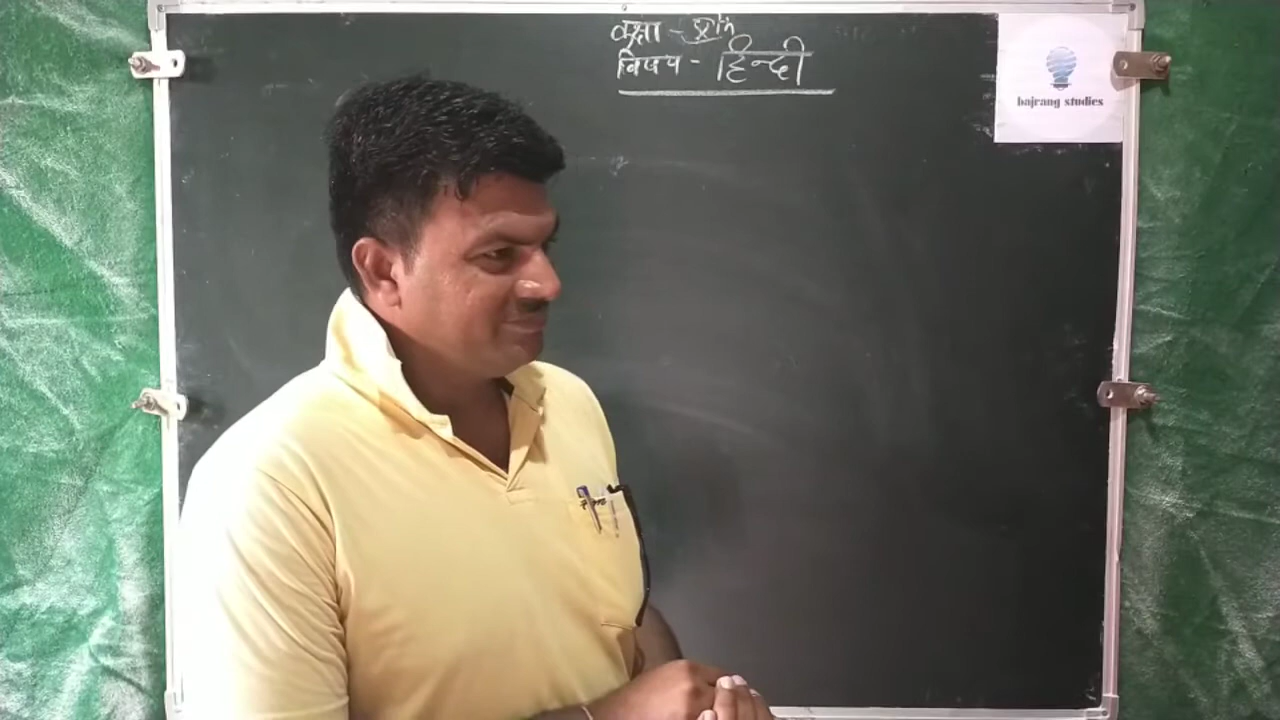 कक्षा -
विषय - हिन्दी
bajrang studies